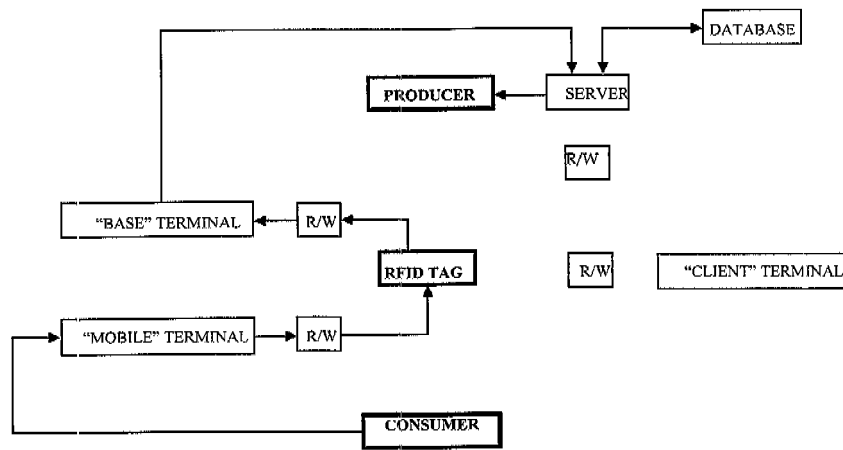 DATABASE
PRODUCER
SERVER
R/W
“BASE” TERMINAL
R/W
RFID TAG
R/W
“CLIENT” TERMINAL
“MOBILE” TERMINAL
R/W
CONSUMER